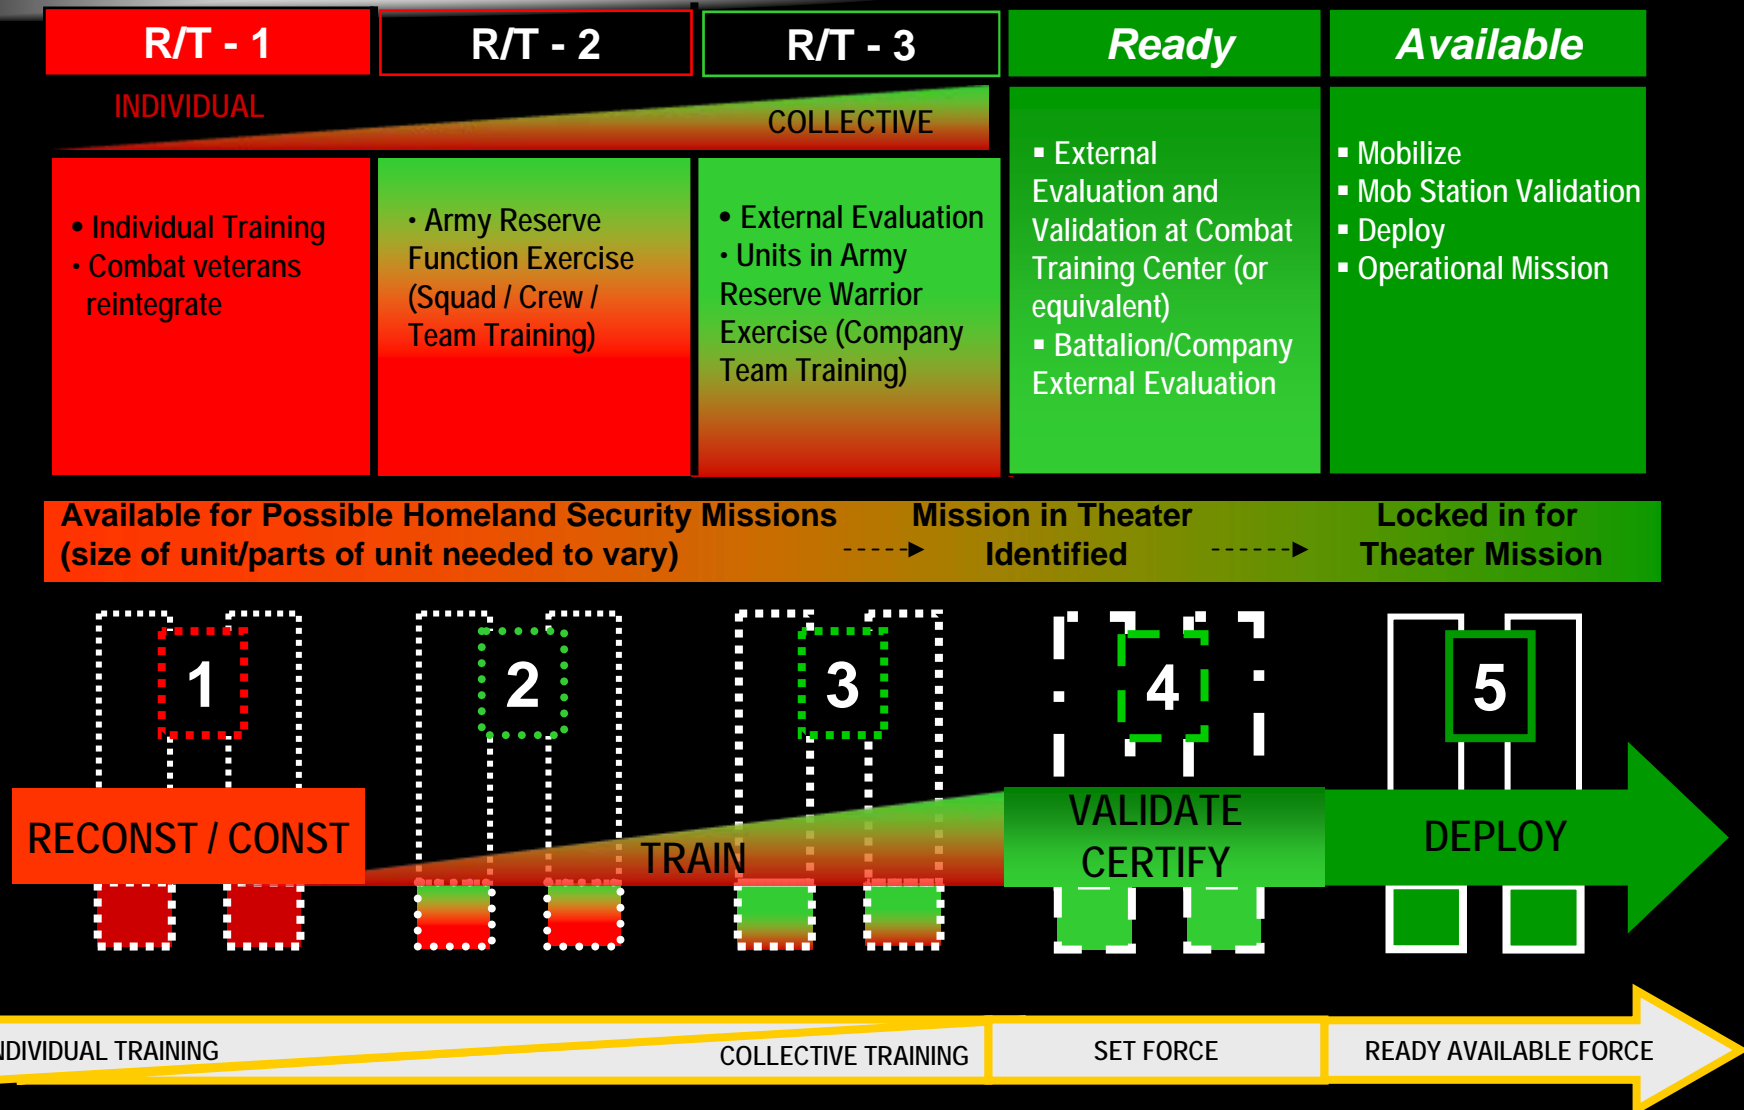 R/T - 1
R/T - 2
R/T - 3
Ready
Available
INDIVIDUAL
COLLECTIVE
• Individual Training
• Combat veterans
reintegrate
• Army Reserve
Function Exercise
(Squad / Crew /
Team Training)
• External Evaluation
• Units in Army
Reserve Warrior
Exercise (Company
Team Training)
▪ External
Evaluation and
Validation at Combat
Training Center (or
equivalent)
▪ Battalion/Company
External Evaluation
▪ Mobilize
▪ Mob Station Validation
▪ Deploy
▪ Operational Mission
Available for Possible Homeland Security Missions
(size of unit/parts of unit needed to vary)
Mission in Theater
Identified
Locked in for
Theater Mission
1
2
3
4
5
RECONST / CONST
TRAIN
VALIDATE
CERTIFY
DEPLOY
NDIVIDUAL TRAINING
COLLECTIVE TRAINING
SET FORCE
READY AVAILABLE FORCE